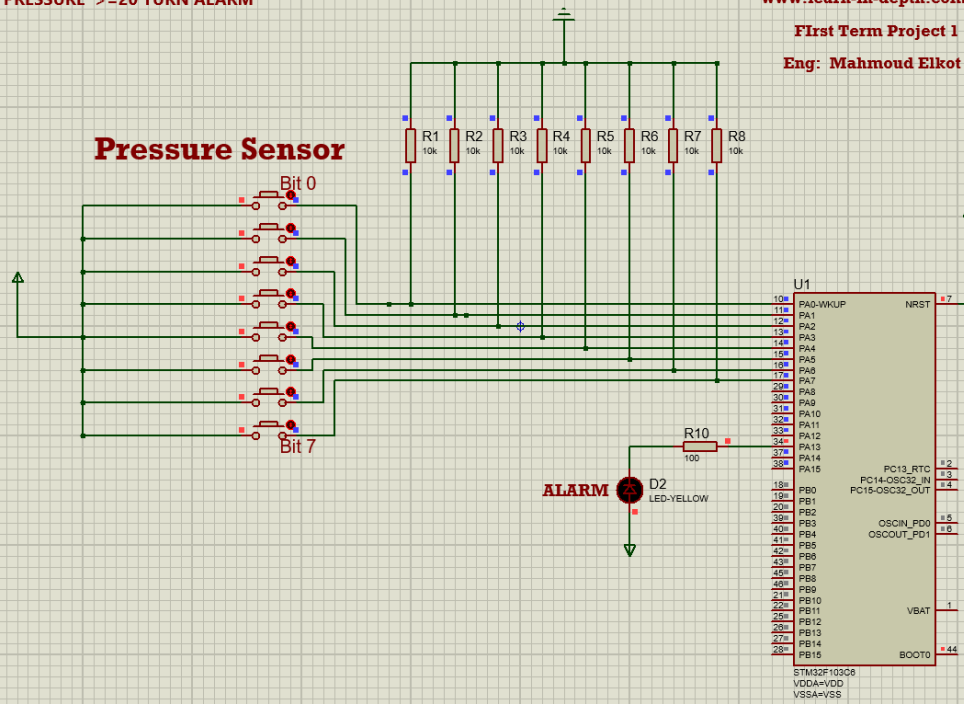 PRESSURE >=20 TURN ALARM
www.learn-in-depth.com
FIrst Term Project 1
Eng: Mahmoud Elkot
Pressure Sensor
R1
10k
R2
10k
R3
10k
R4
10k
R5
10k
R6
10k
R7
10k
R8
10k
Bit 0
Bit 7
R10
100
ALARM
D2
LED-YELLOW
U1
10 PA0-WKUP
11 PA1
12 PA2
13 PA3
14 PA4
15 PA5
16 PA6
17 PA7
29 PA8
30 PA9
31 PA10
32 PA11
33 PA12
34 PA13
37 PA14
38 PA15
18 PB0
19 PB1
20 PB2
39 PB3
40 PB4
41 PB5
42 PB6
43 PB7
45 PB8
46 PB9
21 PB10
22 PB11
25 PB12
26 PB13
27 PB14
28 PB15
NRST 7
PC13_RTC 2
PC14-OSC32_IN 3
PC15-OSC32_OUT 4
OSCIN_PD0 5
OSCOUT_PD1 6
VBAT 1
BOOT0 44
STM32F103C6
VDDA=VDD
VSSA=VSS